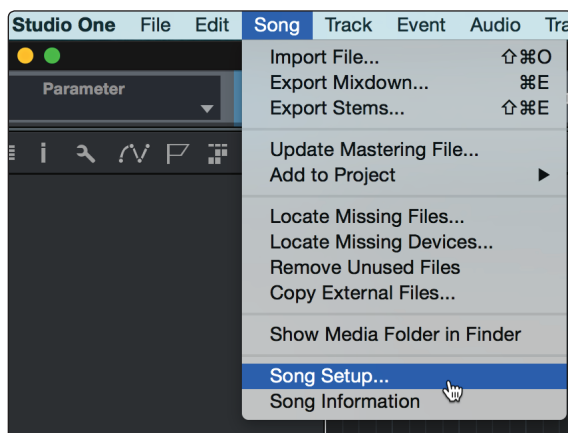 Studio One File Edit Song Track Event Audio Tra
Parameter
Import File... ⇧⌘O
Export Mixdown... ⌘E
Export Stems... ⇧⌘E
Update Mastering File...
Add to Project
Locate Missing Files...
Locate Missing Devices...
Remove Unused Files
Copy External Files...
Show Media Folder in Finder
Song Setup...
Song Information